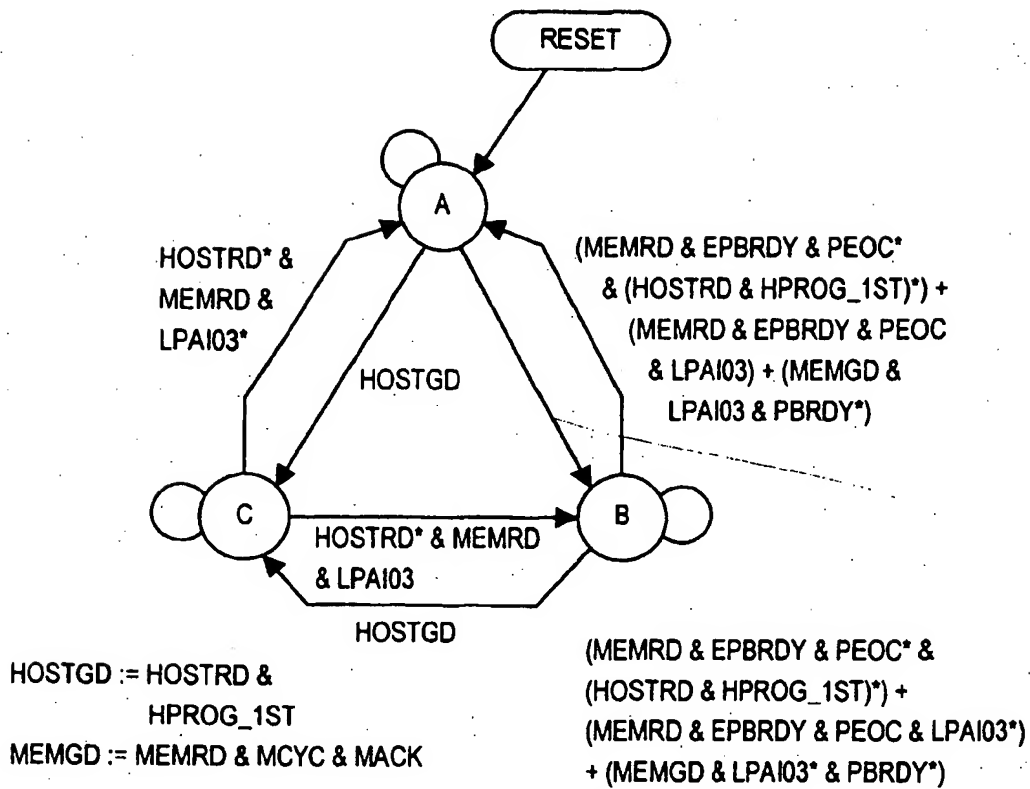 RESET
A
HOSTRD* &
MEMRD &
LPAI03*
(MEMRD & EPBRDY & PEOC*
& (HOSTRD & HPROG_1ST)*) +
(MEMRD & EPBRDY & PEOC
& LPAI03) + (MEMGD &
LPAI03 & PBRDY*)
HOSTGD
C
B
HOSTRD* & MEMRD
& LPAI03
HOSTGD
HOSTGD := HOSTRD &
HPROG_1ST
MEMGD := MEMRD & MCYC & MACK
(MEMRD & EPBRDY & PEOC* &
(HOSTRD & HPROG_1ST)*) +
(MEMRD & EPBRDY & PEOC & LPAI03*)
+ (MEMGD & LPAI03* & PBRDY*)